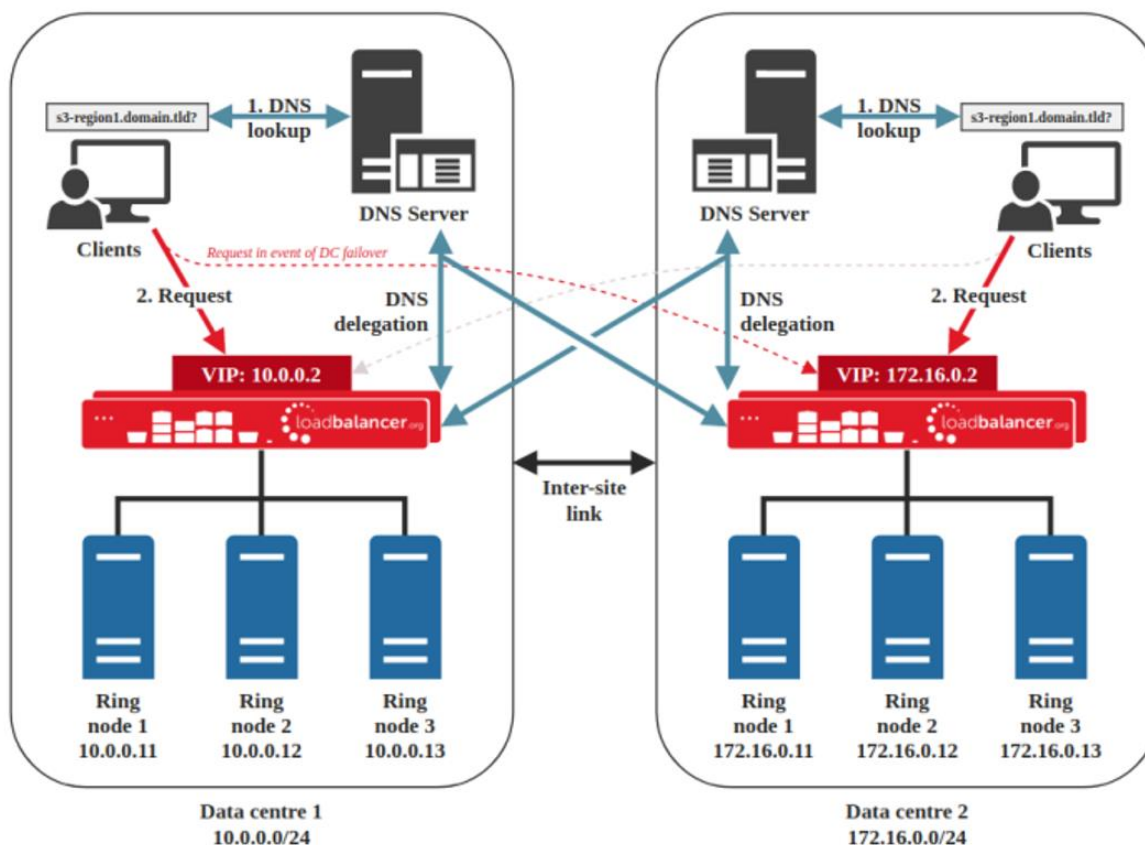 s3-region1.domain.tld?
1. DNS
lookup
DNS Server
Clients
Request in event of DC failover
2. Request
DNS
delegation
VIP: 10.0.0.2
loadbalancer.org
Ring
node 1
10.0.0.11
Ring
node 2
10.0.0.12
Ring
node 3
10.0.0.13
Data centre 1
10.0.0.0/24
Inter-site
link
1. DNS
lookup
s3-region1.domain.tld?
DNS Server
Clients
2. Request
DNS
delegation
VIP: 172.16.0.2
loadbalancer.org
Ring
node 1
172.16.0.11
Ring
node 2
172.16.0.12
Ring
node 3
172.16.0.13
Data centre 2
172.16.0.0/24